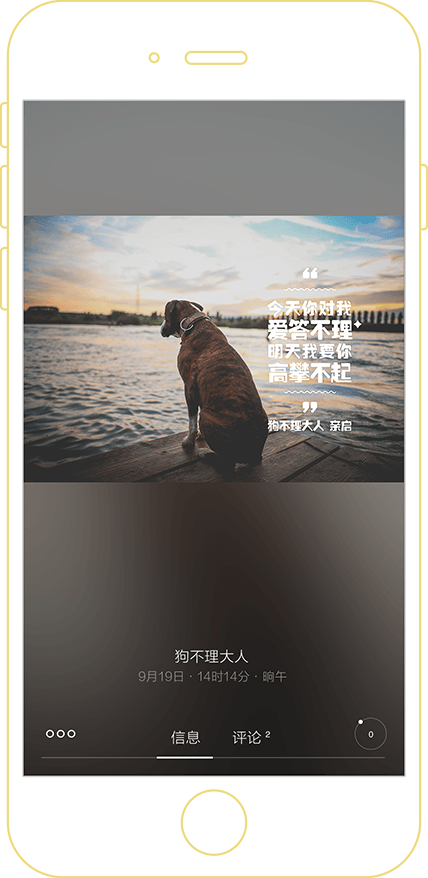 ❝
今天你对我
爱答不理
明天我要你
高攀不起
❞
狗不理大人 亲启
狗不理大人
9月19日 · 14时14分 · 晌午
信息
评论 2
0